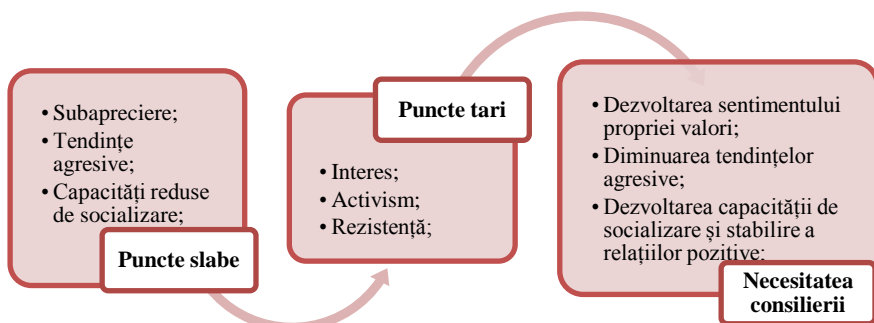 • Subapreciere;
• Tendințe
agresive;
• Capacități reduse
de socializare;
Puncte slabe
Puncte tari
• Interes;
• Activism;
• Rezistență;
• Dezvoltarea sentimentului
propriei valori;
• Diminuarea tendințelor
agresive;
• Dezvoltarea capacității de
socializare și stabilire a
relațiilor pozitive;
Necesitatea
consilierii